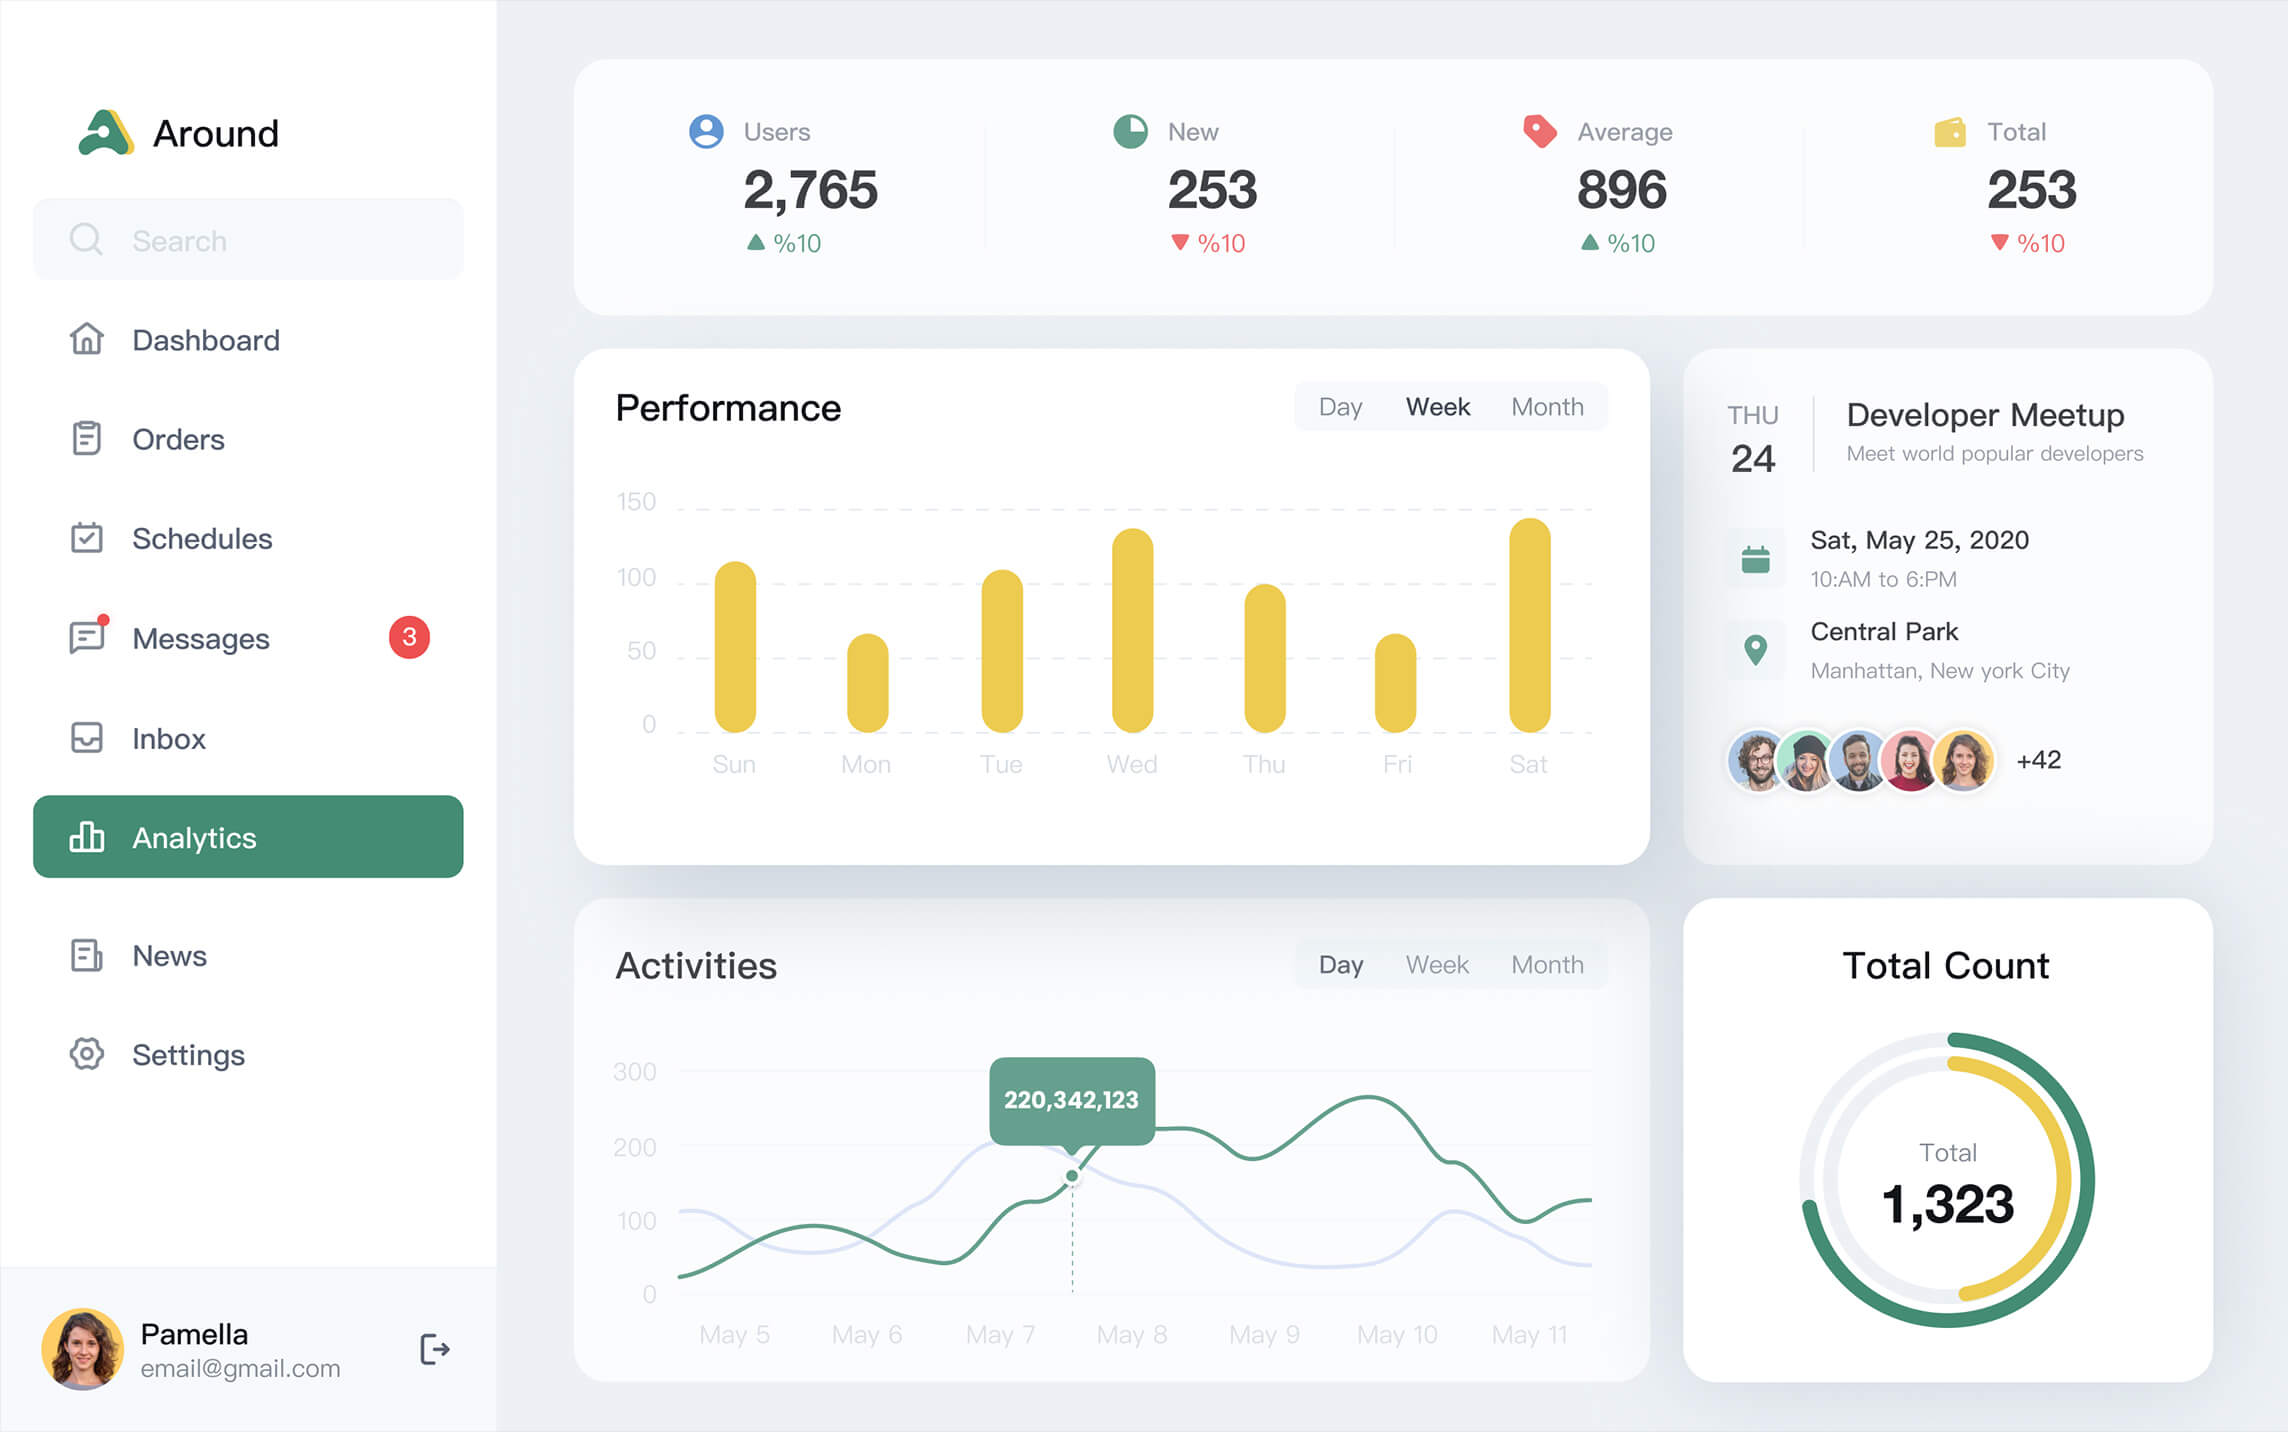 Around
Search
Dashboard
Orders
Schedules
Messages 3
Inbox
Analytics
News
Settings
Pamella
email@gmail.com
Users
2,765
%10
New
253
%10
Average
896
%10
Total
253
%10
Performance
Day Week Month
150
100
50
0
Sun Mon Tue Wed Thu Fri Sat
THU
24
Developer Meetup
Meet world popular developers
Sat, May 25, 2020
10:AM to 6:PM
Central Park
Manhattan, New york City
+42
Activities
Day Week Month
300
200
100
0
220,342,123
May 5 May 6 May 7 May 8 May 9 May 10 May 11
Total Count
Total
1,323